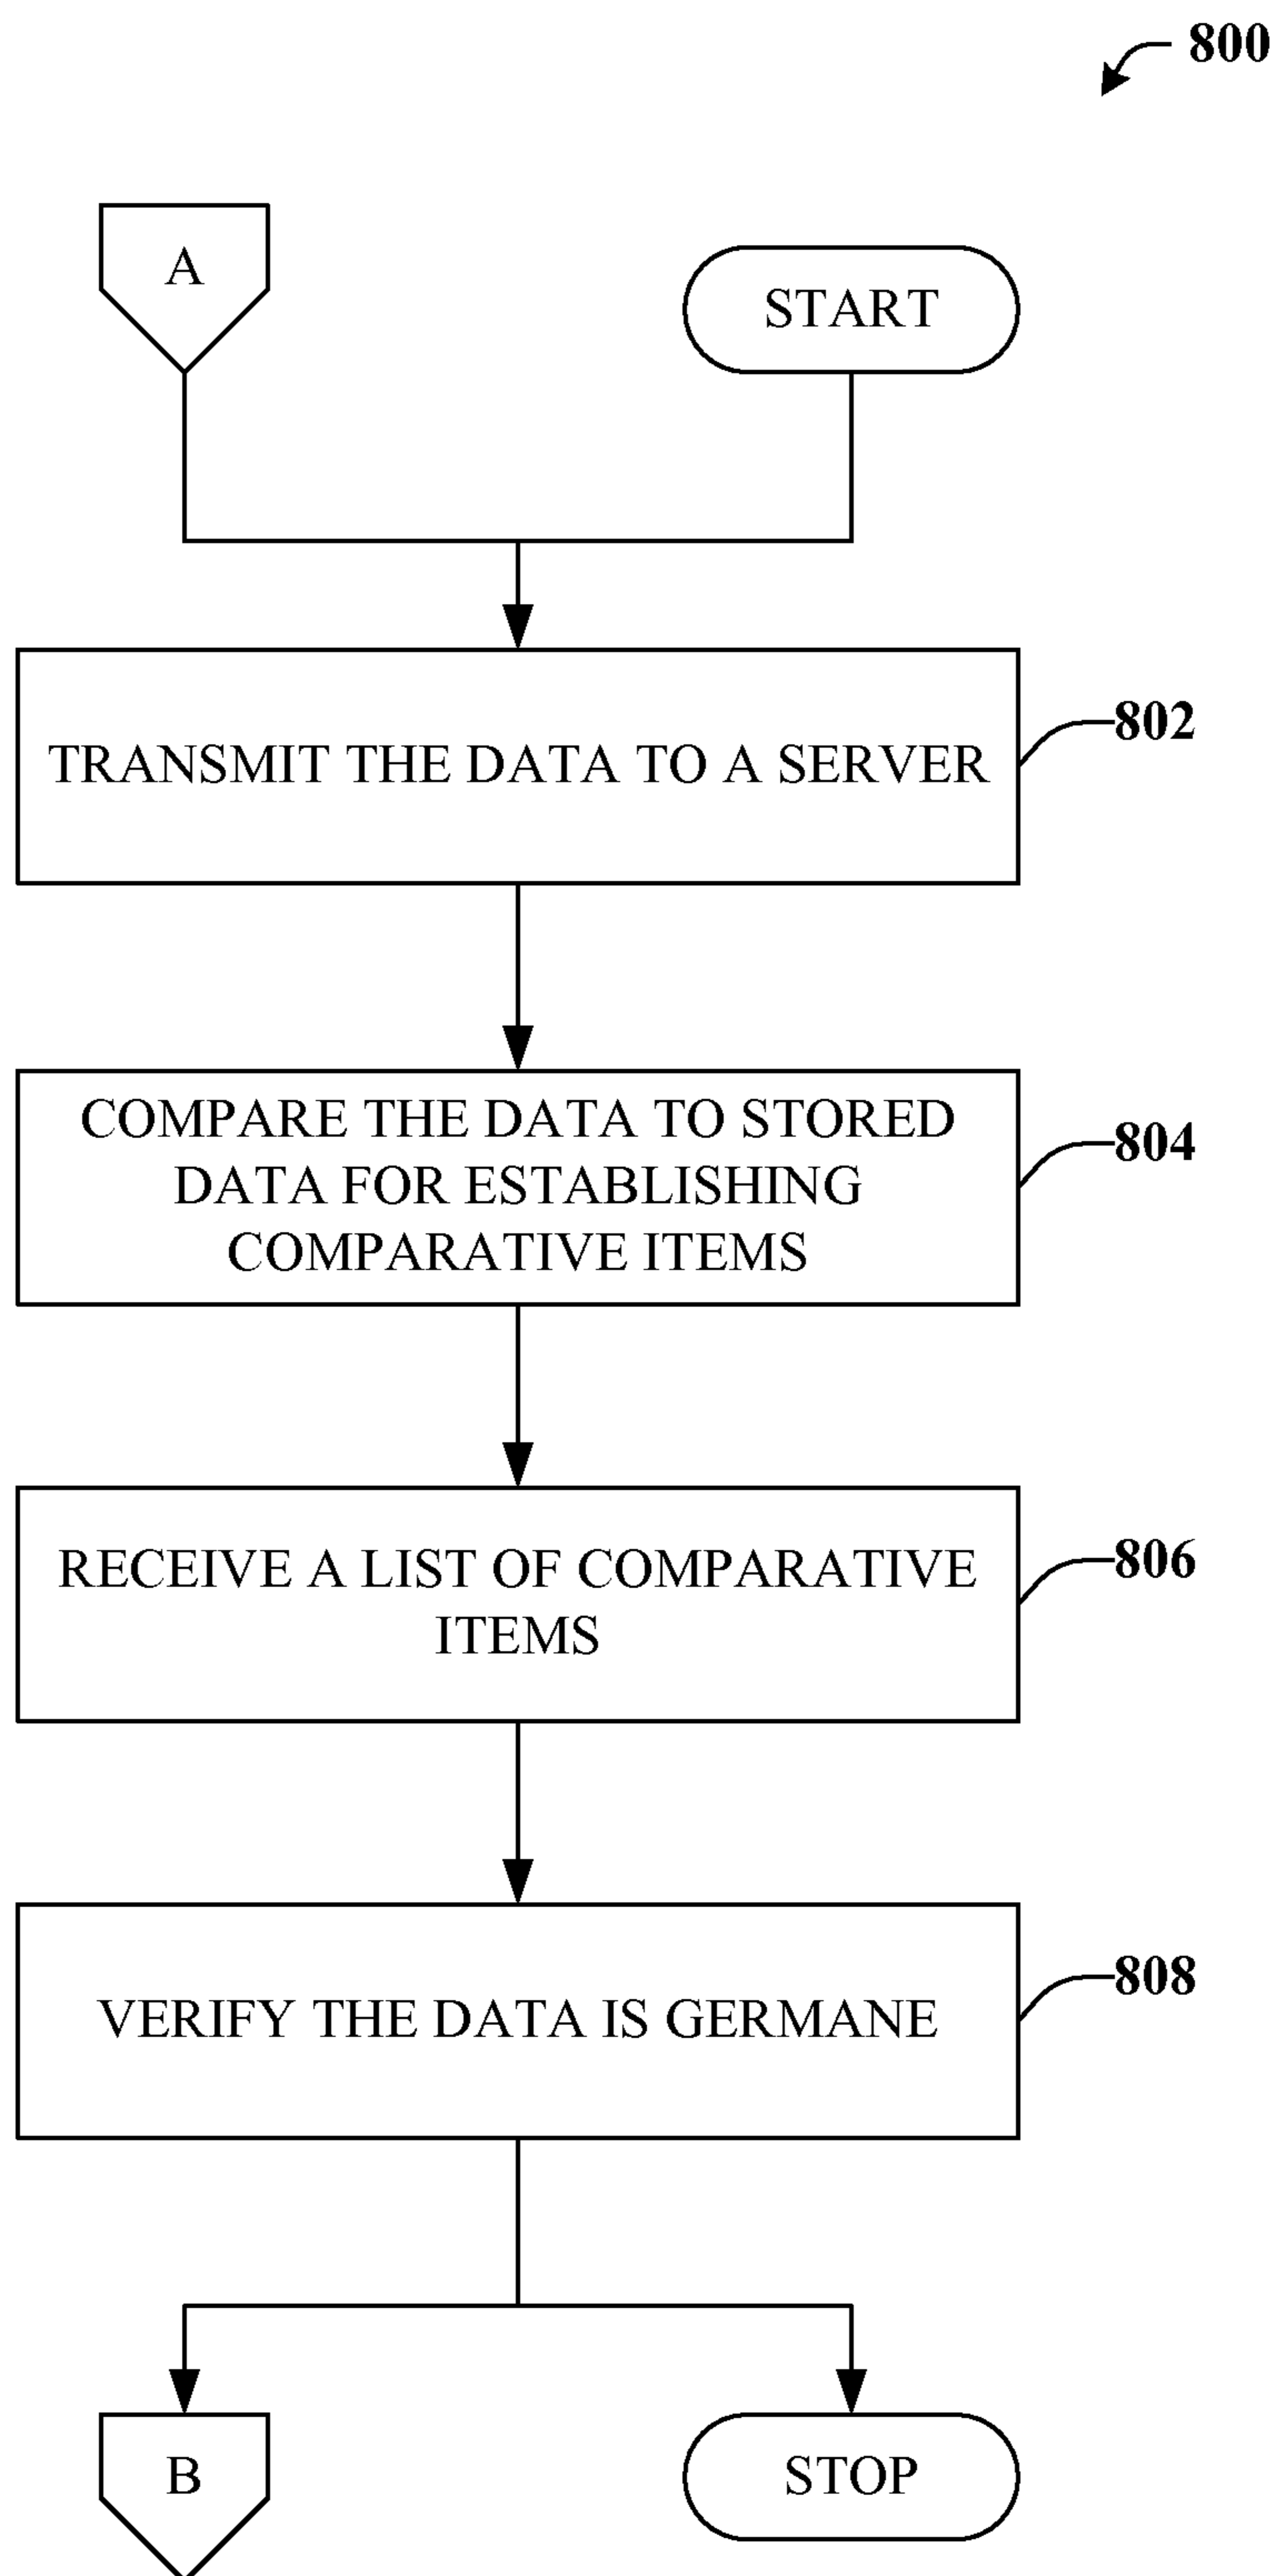 800
A
START
TRANSMIT THE DATA TO A SERVER
802
COMPARE THE DATA TO STORED
DATA FOR ESTABLISHING
COMPARATIVE ITEMS
804
RECEIVE A LIST OF COMPARATIVE
ITEMS
806
VERIFY THE DATA IS GERMANE
808
B
STOP